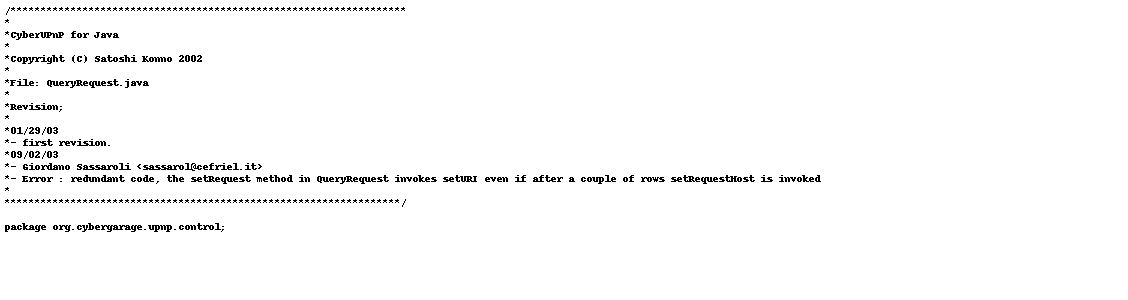 /******************************************************************
*
*CyberUPnP for Java
*
*Copyright (C) Satoshi Konno 2002
*
*File: QueryRequest.java
*
*Revision;
*
*01/29/03
*- first revision.
*09/02/03
*- Giordano Sassaroli <sassarol@cefriel.it>
*- Error : redundant code, the setRequest method in QueryRequest invokes setURI even if after a couple of rows setRequestHost is invoked
*
******************************************************************/
package org.cybergarage.upnp.control;